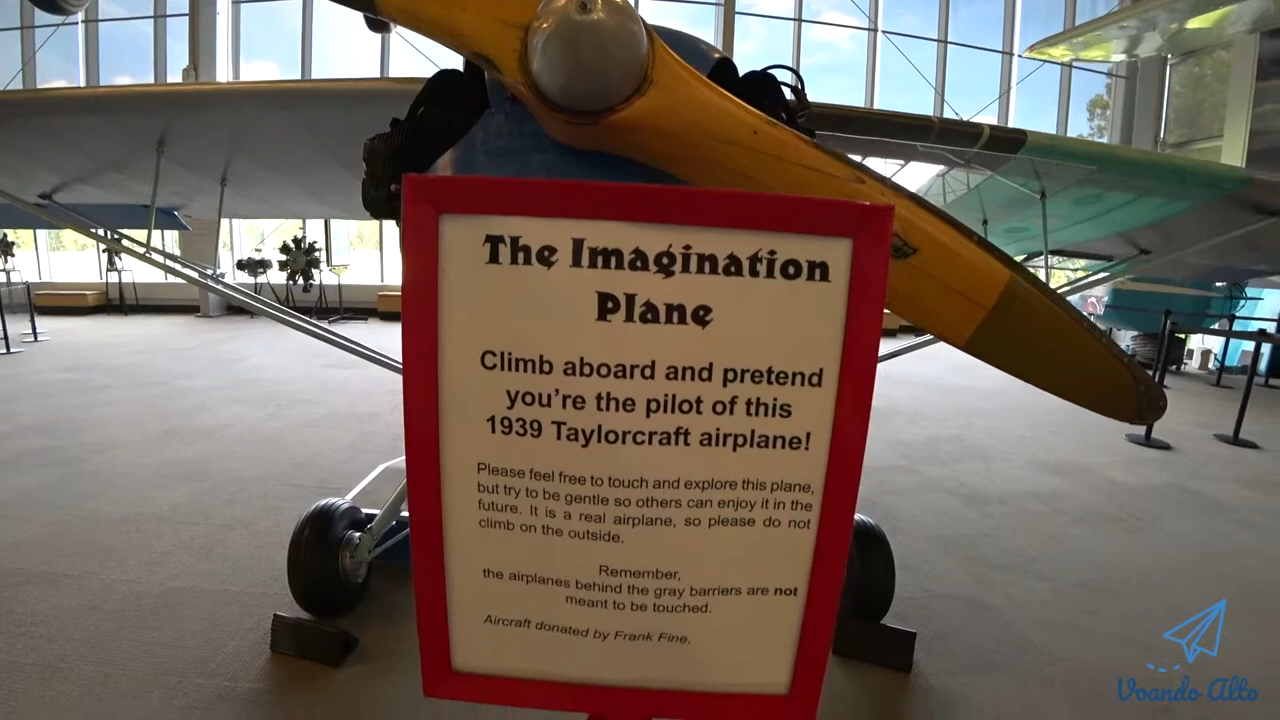 The Imagination
Plane
Climb aboard and pretend
you're the pilot of this
1939 Taylorcraft airplane!
Please feel free to touch and explore this plane,
but try to be gentle so others can enjoy it in the
future. It is a real airplane, so please do not
climb on the outside.
Remember,
the airplanes behind the gray barriers are not
meant to be touched.
Aircraft donated by Frank Fine.
Voando Alto